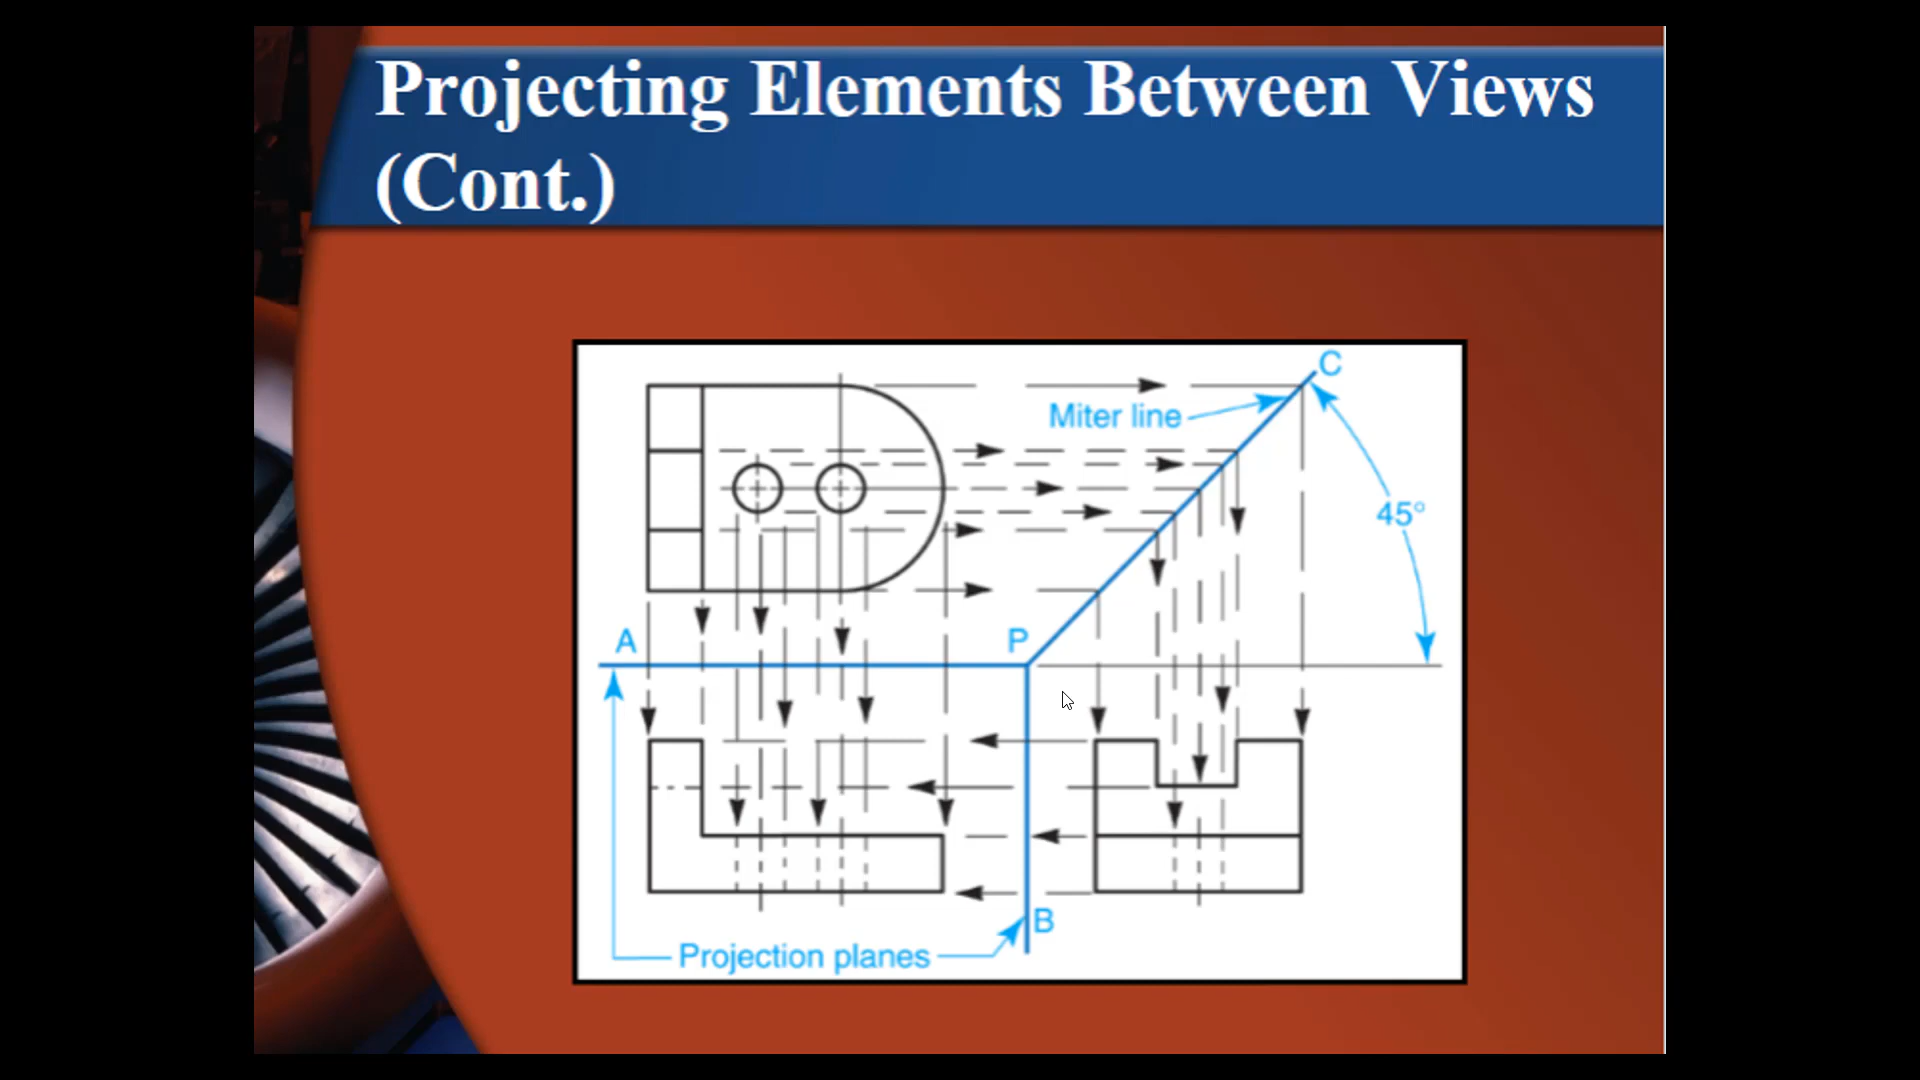 Projecting Elements Between Views
(Cont.)
C
Miter line
45°
A
P
B
Projection planes